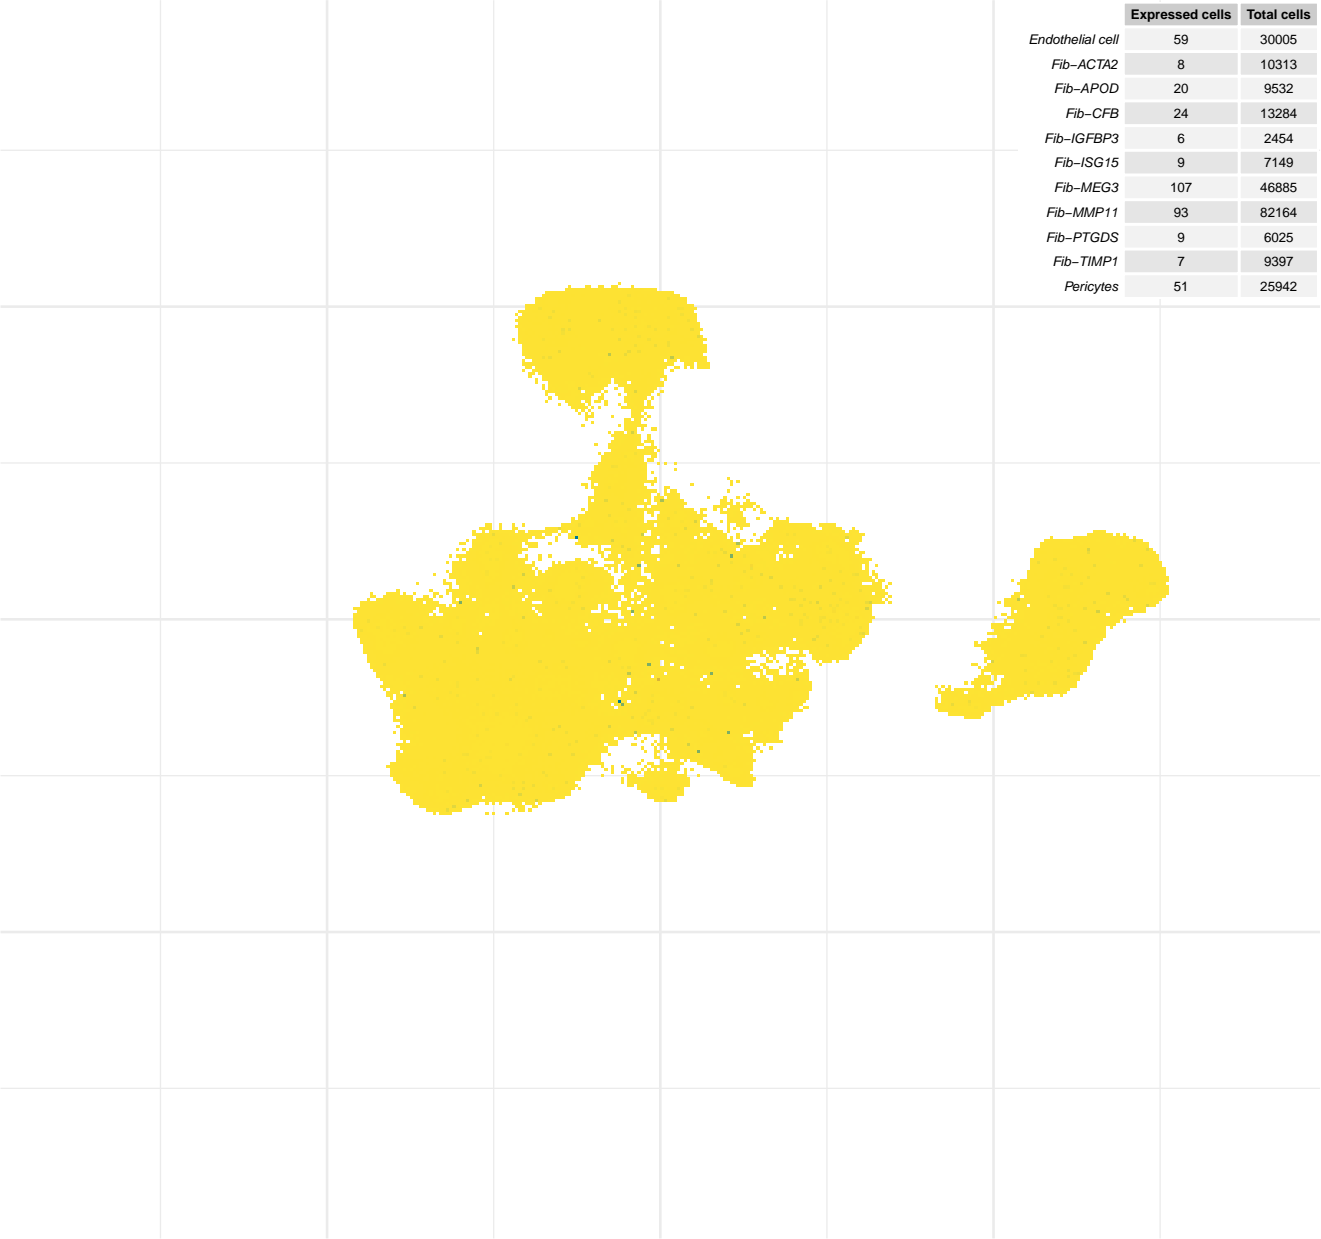 Expressed cells Total cells
Endothelial cell 59 30005
Fib−ACTA2 8 10313
Fib−APOD 20 9532
Fib−CFB 24 13284
Fib−IGFBP3 6 2454
Fib−ISG15 9 7149
Fib−MEG3 107 46885
Fib−MMP11 93 82164
Fib−PTGDS 9 6025
Fib−TIMP1 7 9397
Pericytes 51 25942